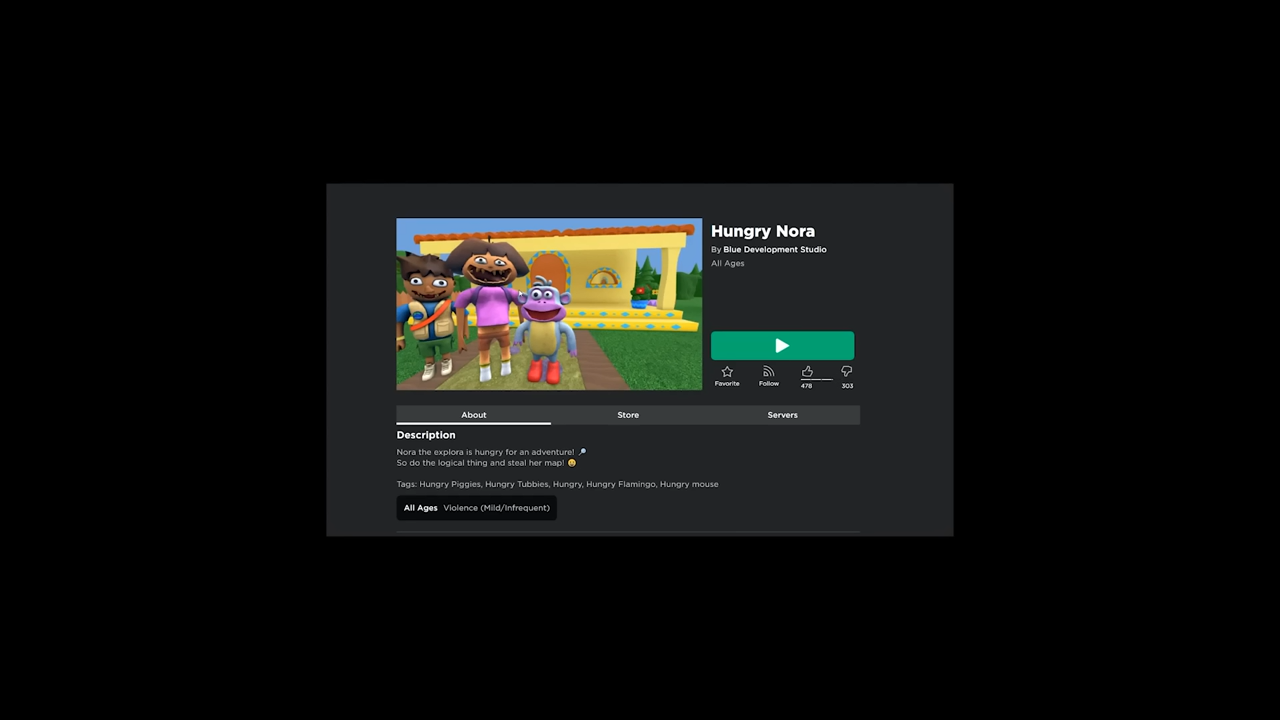 Hungry Nora
By Blue Development Studio
All Ages
Favorite
Follow
478
303
About
Store
Servers
Description
Nora the explora is hungry for an adventure! 🔎
So do the logical thing and steal her map! 😀
Tags: Hungry Piggies, Hungry Tubbies, Hungry, Hungry Flamingo, Hungry mouse
All Ages Violence (Mild/Infrequent)